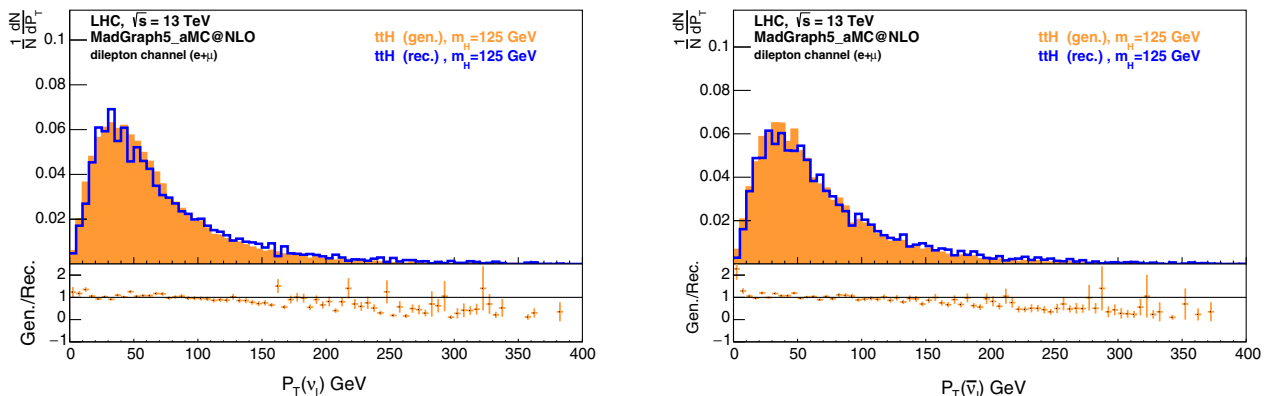 1/N dN/dP_T
LHC, √s = 13 TeV
MadGraph5_aMC@NLO
dilepton channel (e+μ)
ttH (gen.), m_H=125 GeV
ttH (rec.) , m_H=125 GeV
0.1
0.08
0.06
0.04
0.02
Gen./Rec.
2
1
0
−1
0 50 100 150 200 250 300 350 400
P_T(ν_l) GeV
1/N dN/dP_T
LHC, √s = 13 TeV
MadGraph5_aMC@NLO
dilepton channel (e+μ)
ttH (gen.), m_H=125 GeV
ttH (rec.) , m_H=125 GeV
0.1
0.08
0.06
0.04
0.02
Gen./Rec.
2
1
0
−1
0 50 100 150 200 250 300 350 400
P_T(ν̅_l) GeV